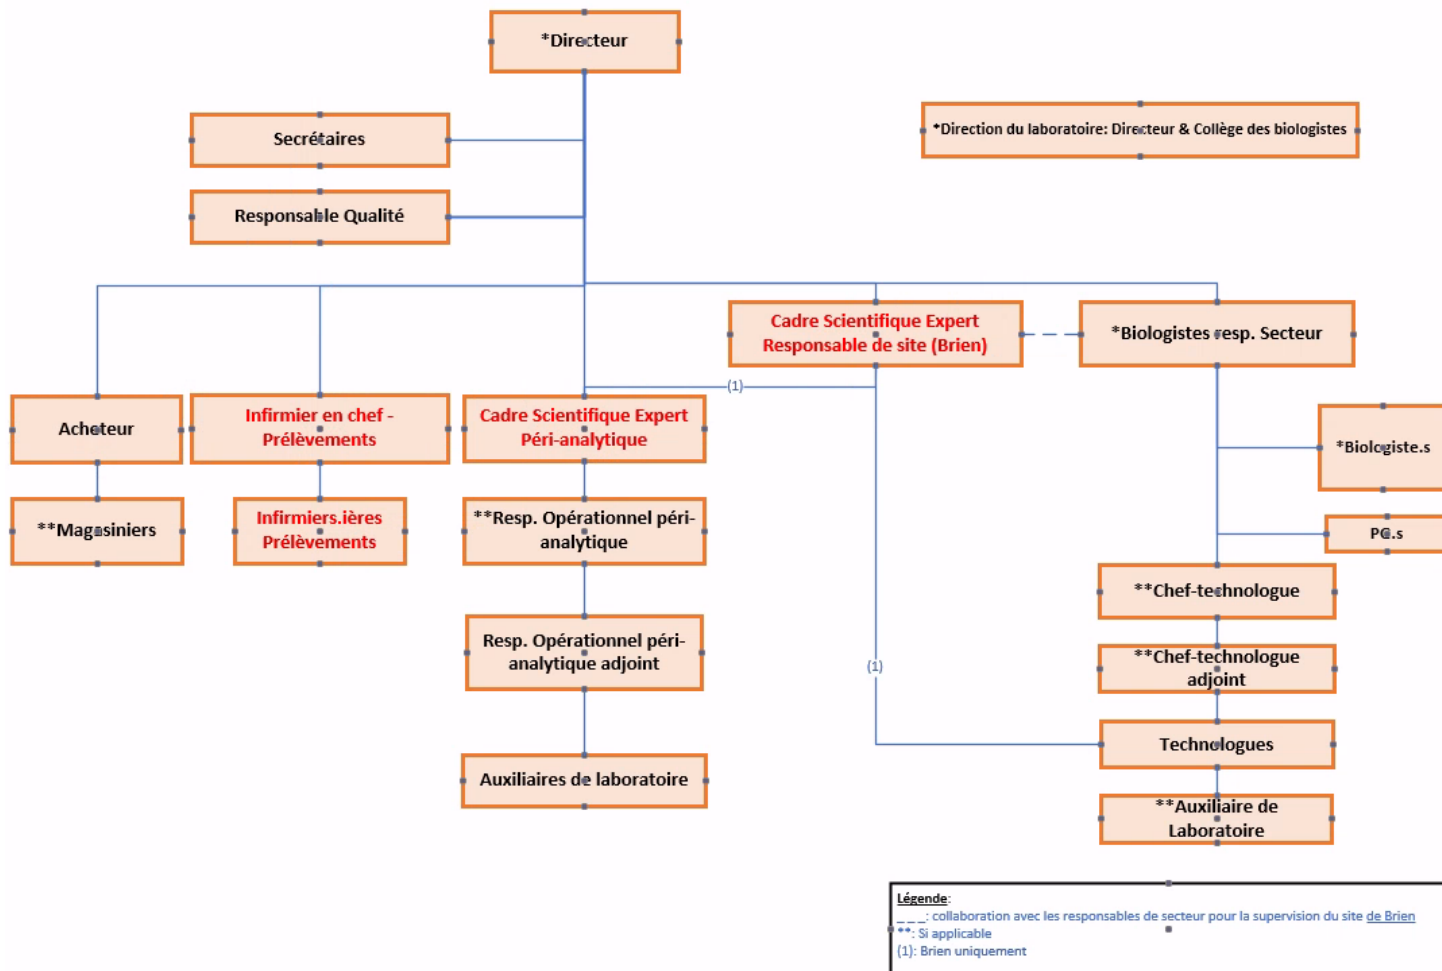 *Directeur
*Direction du laboratoire: Directeur & Collège des biologistes
Secrétaires
Responsable Qualité
Cadre Scientifique Expert
Responsable de site (Brien)
*Biologistes resp. Secteur
(1)
Acheteur
Infirmier en chef -
Prélèvements
Cadre Scientifique Expert
Péri-analytique
*Biologiste.s
**Magasiniers
Infirmiers.ières
Prélèvements
**Resp. Opérationnel péri-
analytique
PG.s
**Chef-technologue
Resp. Opérationnel péri-
analytique adjoint
**Chef-technologue
adjoint
(1)
Technologues
Auxiliaires de laboratoire
**Auxiliaire de
Laboratoire
Légende:
_ _ _: collaboration avec les responsables de secteur pour la supervision du site de Brien
**: Si applicable
(1): Brien uniquement